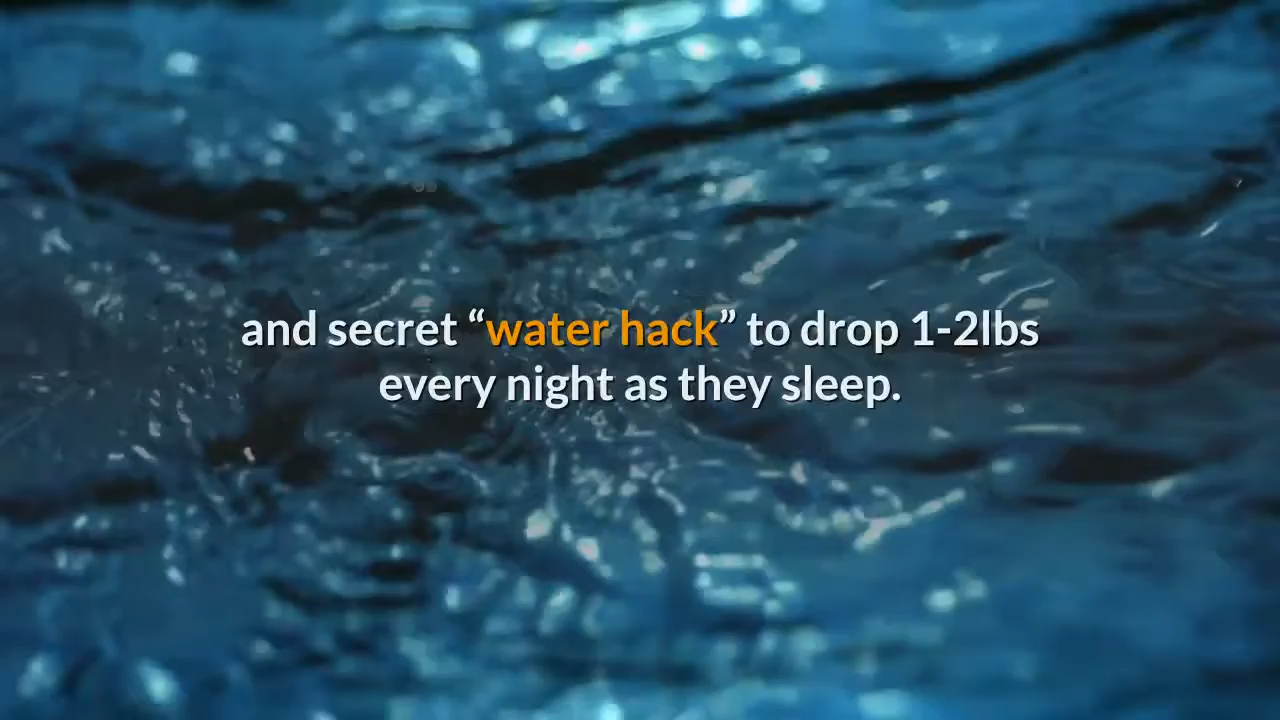 and secret “water hack” to drop 1-2lbs
every night as they sleep.